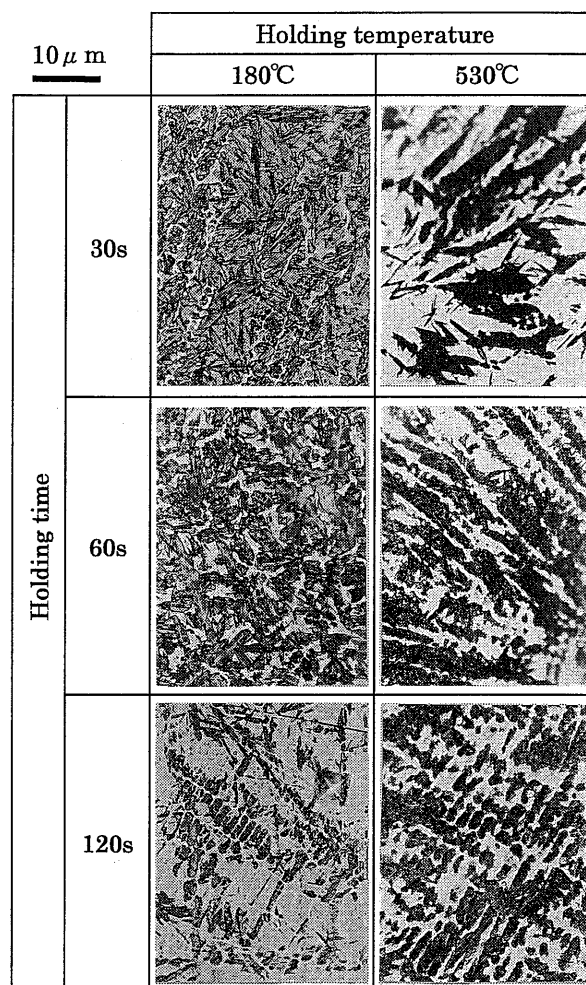 10μm
Holding temperature
180℃
530℃
Holding time
30s
60s
120s